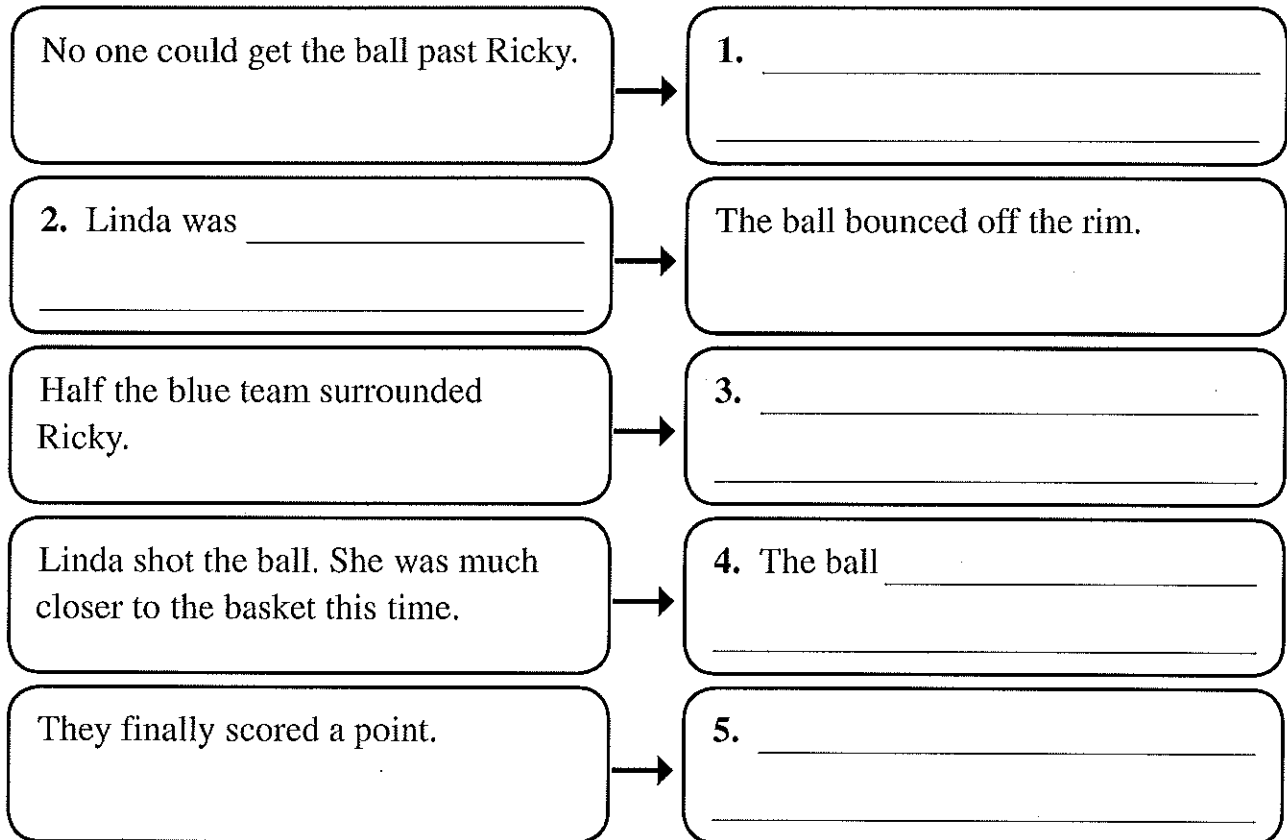 No one could get the ball past Ricky.
1.
2. Linda was
The ball bounced off the rim.
Half the blue team surrounded
Ricky.
3.
Linda shot the ball. She was much
closer to the basket this time.
4. The ball
They finally scored a point.
5.